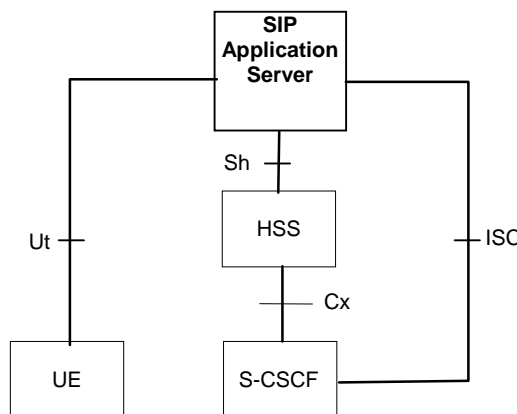 SIP
Application
Server
Sh
HSS
Ut
ISC
Cx
UE
S-CSCF